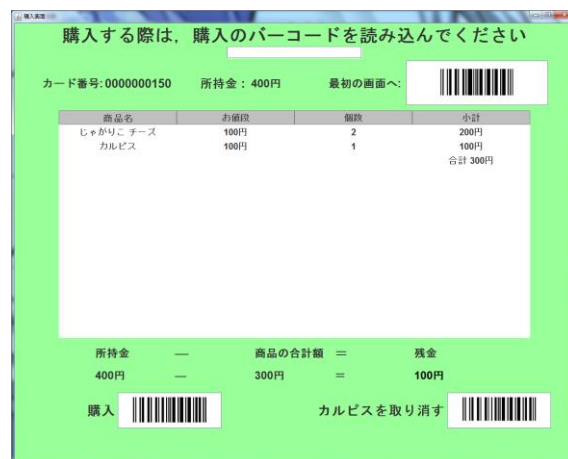 購入画面
購入する際は，購入のバーコードを読み込んでください
カード番号:0000000150 所持金：400円 最初の画面へ:
商品名 お値段 個数 小計
じゃがりこ チーズ 100円 2 200円
カルピス 100円 1 100円
合計 300円
所持金 ― 商品の合計額 ＝ 残金
400円 ― 300円 ＝ 100円
購入 カルピスを取り消す